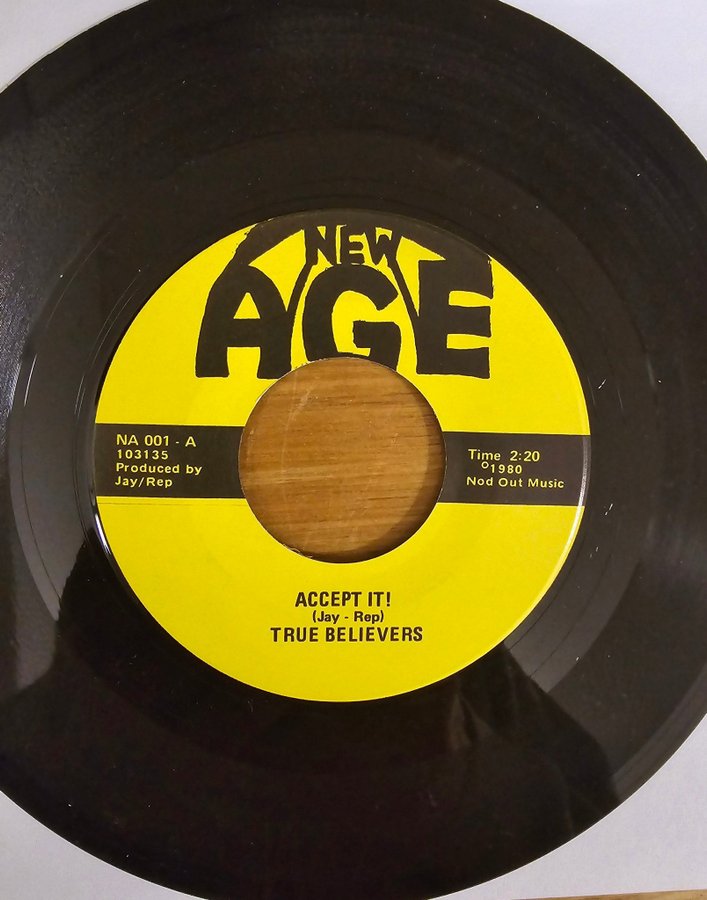 NEW
AGE
NA 001 - A
103135
Produced by
Jay/Rep
Time 2:20
℗1980
Nod Out Music
ACCEPT IT!
(Jay - Rep)
TRUE BELIEVERS